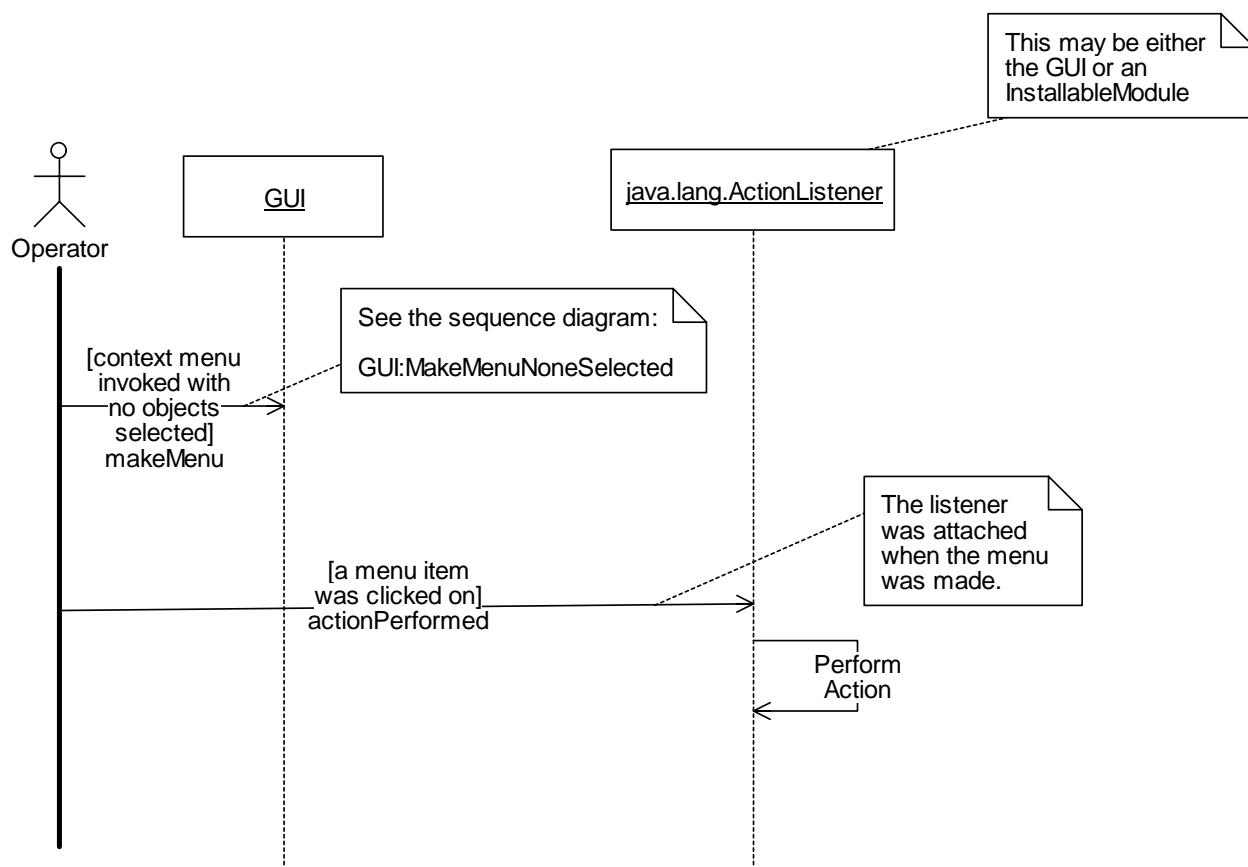 This may be either
the GUI or an
InstallableModule
GUI
java.lang.ActionListener
Operator
See the sequence diagram:
GUI:MakeMenuNoneSelected
[context menu
invoked with
no objects
selected]
makeMenu
The listener
was attached
when the menu
was made.
[a menu item
was clicked on]
actionPerformed
Perform
Action